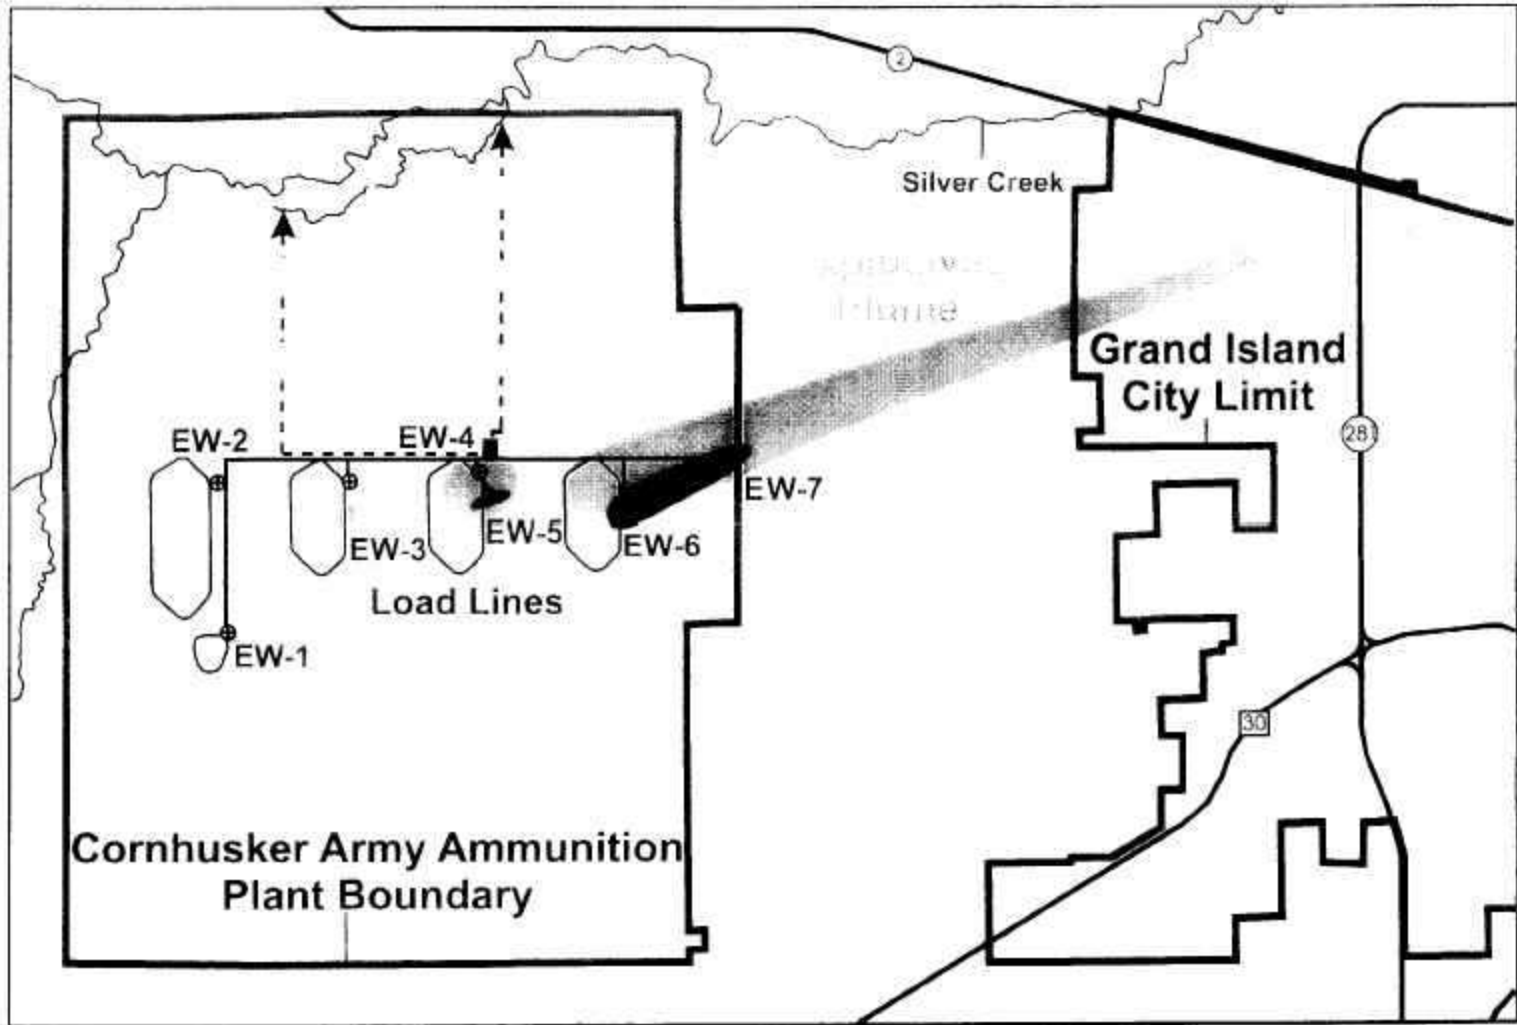 2
Silver Creek
Grand Island
City Limit
281
EW-2
EW-4
EW-7
EW-5
EW-3
EW-6
Load Lines
EW-1
30
Cornhusker Army Ammunition
Plant Boundary